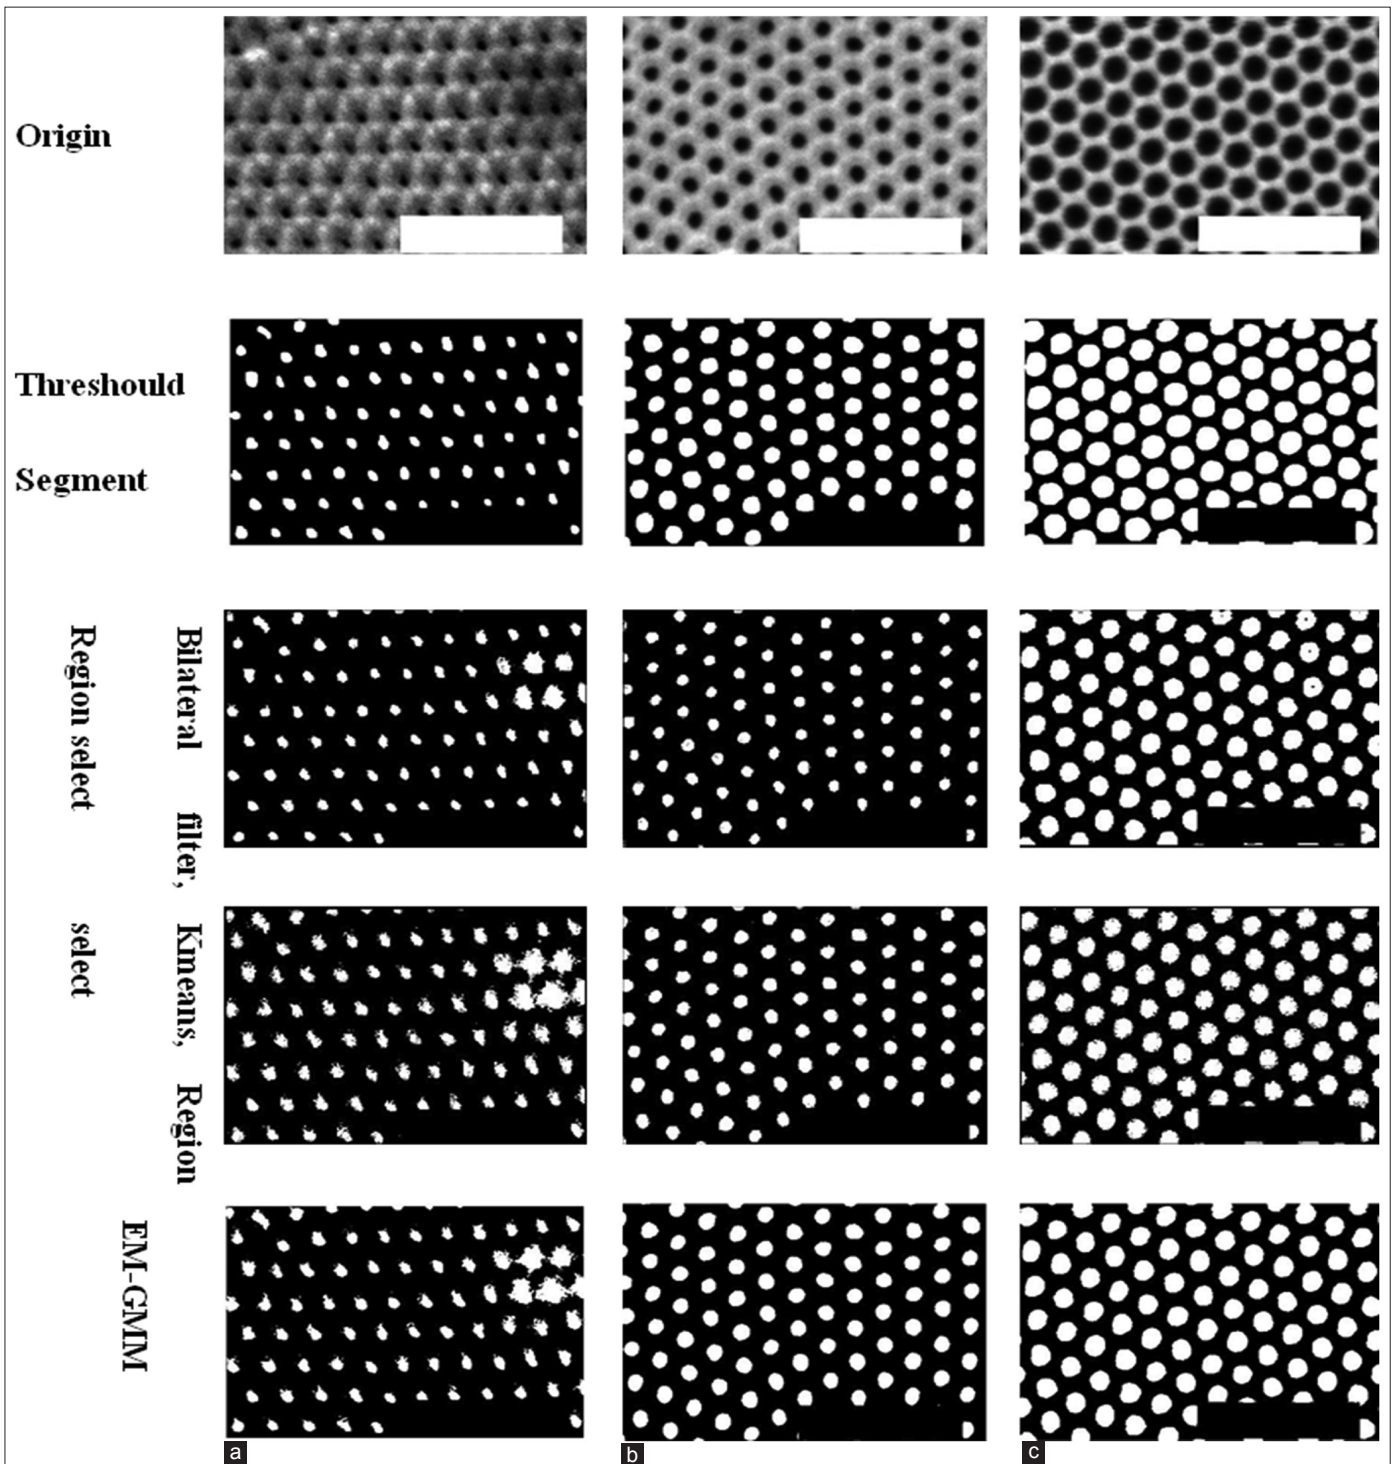 Origin
Threshould
Segment
Region select
Bilateral filter,
select
Kmeans, Region
EM-GMM
a
b
c